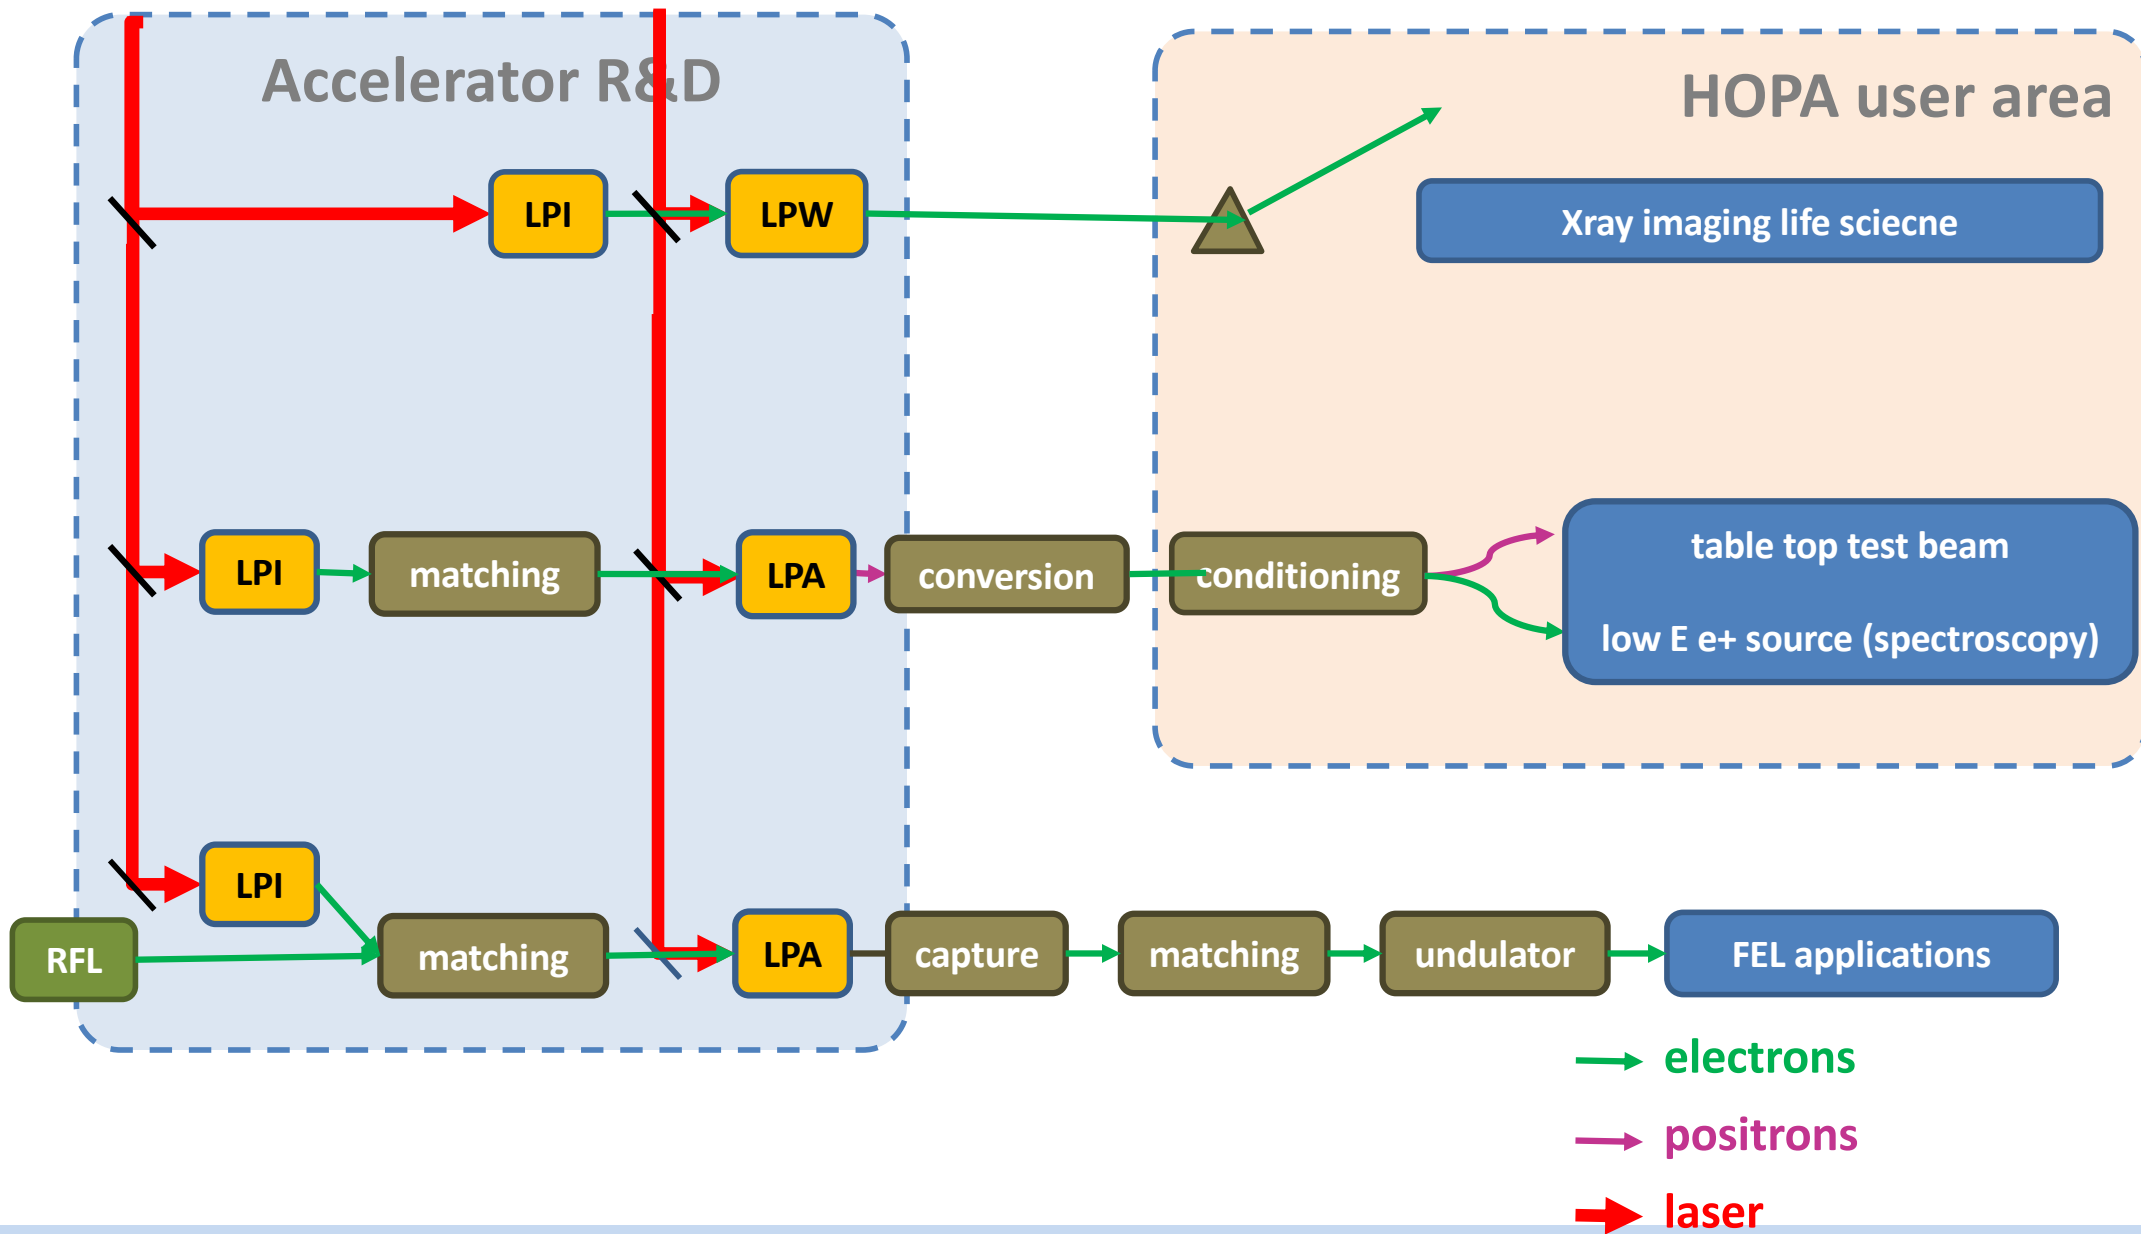 Accelerator R&D
HOPA user area
LPI
LPW
Xray imaging life sciecne
LPI
matching
LPA
conversion
conditioning
table top test beam
low E e+ source (spectroscopy)
LPI
RFL
matching
LPA
capture
matching
undulator
FEL applications
electrons
positrons
laser